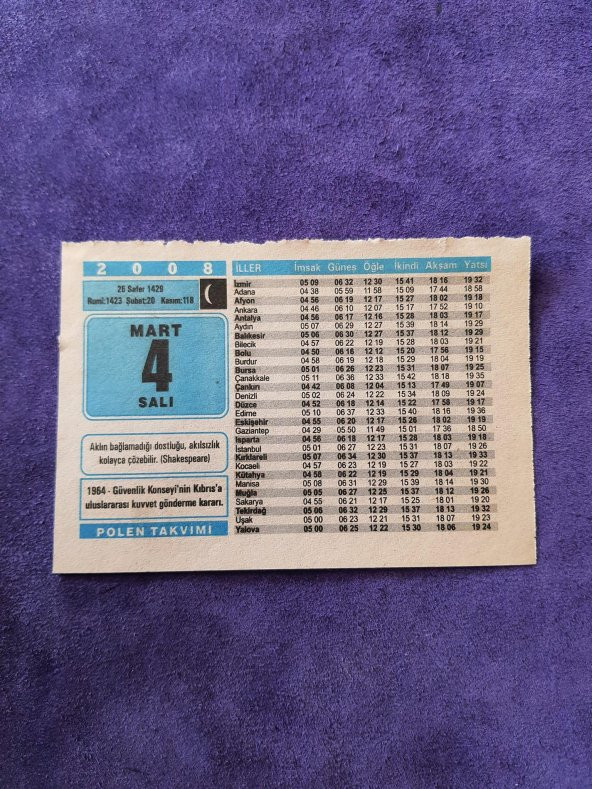 2008
26 Safer 1429
Rumi:1423 Şubat:20 Kasım:118
MART
4
SALI
Aklın bağlamadığı dostluğu, akılsızlık
kolayca çözebilir. (Shakespeare)
1964 - Güvenlik Konseyi'nin Kıbrıs'a
uluslararası kuvvet gönderme kararı.
POLEN TAKVİMİ
İLLER İmsak Güneş Öğle İkindi Akşam Yatsı
İzmir 05 09 06 32 12 30 15 41 18 16 19 32
Adana 04 38 05 59 11 58 15 09 17 44 18 58
Afyon 04 56 06 19 12 17 15 27 18 02 19 18
Ankara 04 46 06 10 12 07 15 17 17 52 19 10
Antalya 04 56 06 17 12 16 15 28 18 03 19 17
Aydın 05 07 06 29 12 27 15 39 18 14 19 29
Balıkesir 05 06 06 30 12 27 15 37 18 12 19 29
Bilecik 04 57 06 22 12 19 15 28 18 03 19 21
Bolu 04 50 06 16 12 12 15 20 17 56 19 15
Burdur 04 58 06 19 12 18 15 29 18 04 19 19
Bursa 05 01 06 26 12 23 15 31 18 07 19 25
Çanakkale 05 11 06 36 12 33 15 42 18 18 19 35
Çankırı 04 42 06 08 12 04 15 13 17 49 19 07
Denizli 05 02 06 24 12 22 15 34 18 09 19 24
Düzce 04 52 06 18 12 14 15 22 17 58 19 17
Edirne 05 10 06 37 12 33 15 40 18 16 19 36
Eskişehir 04 55 06 20 12 17 15 26 18 02 19 19
Gaziantep 04 29 05 50 11 49 15 01 17 36 18 50
Isparta 04 56 06 18 12 17 15 28 18 03 19 18
İstanbul 05 01 06 27 12 23 15 31 18 07 19 26
Kırklareli 05 07 06 34 12 30 15 37 18 13 19 33
Kocaeli 04 57 06 23 12 19 15 27 18 03 19 22
Kütahya 04 58 06 22 12 19 15 29 18 04 19 21
Manisa 05 08 06 31 12 29 15 39 18 14 19 30
Muğla 05 05 06 27 12 25 15 37 18 12 19 26
Sakarya 04 55 06 21 12 17 15 25 18 01 19 20
Tekirdağ 05 06 06 32 12 29 15 37 18 13 19 32
Uşak 05 00 06 23 12 21 15 31 18 07 19 23
Yalova 05 00 06 25 12 22 15 30 18 06 19 24